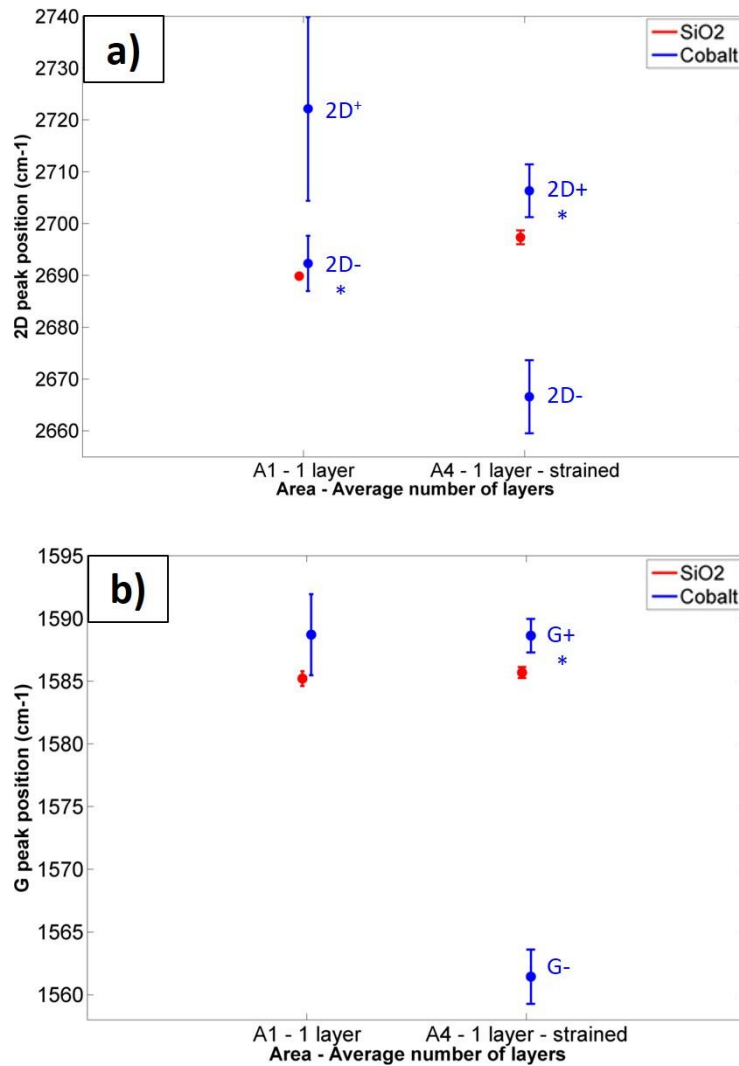 a)
SiO2
Cobalt
2740
2730
2720
2710
2700
2690
2680
2670
2660
2D peak position (cm-1)
2D⁺
2D-
*
2D+
*
2D-
A1 - 1 layer
A4 - 1 layer - strained
Area - Average number of layers
b)
SiO2
Cobalt
1595
1590
1585
1580
1575
1570
1565
1560
G peak position (cm-1)
G+
*
G-
A1 - 1 layer
A4 - 1 layer - strained
Area - Average number of layers